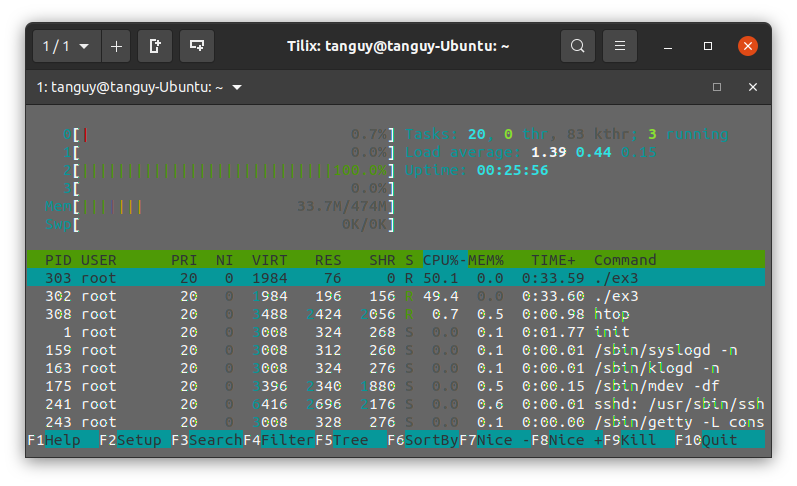 1 / 1
Tilix: tanguy@tanguy-Ubuntu: ~
1: tanguy@tanguy-Ubuntu: ~
0[| 0.7%] Tasks: 20, 0 thr, 83 kthr; 3 running
1[ 0.0%] Load average: 1.39 0.44 0.15
2[||||||||||||||||||||||||||||100.0%] Uptime: 00:25:56
3[ 0.0%]
Mem[||||||| 33.7M/474M]
Swp[ 0K/0K]
PID USER PRI NI VIRT RES SHR S CPU%-MEM% TIME+ Command
303 root 20 0 1984 76 0 R 50.1 0.0 0:33.59 ./ex3
302 root 20 0 1984 196 156 R 49.4 0.0 0:33.60 ./ex3
308 root 20 0 3488 2424 2056 R 0.7 0.5 0:00.98 htop
1 root 20 0 3008 324 268 S 0.0 0.1 0:01.77 init
159 root 20 0 3008 312 260 S 0.0 0.1 0:00.01 /sbin/syslogd -n
163 root 20 0 3008 324 276 S 0.0 0.1 0:00.01 /sbin/klogd -n
175 root 20 0 3396 2340 1880 S 0.0 0.5 0:00.15 /sbin/mdev -df
241 root 20 0 6416 2696 2176 S 0.0 0.6 0:00.01 sshd: /usr/sbin/ssh
243 root 20 0 3008 328 276 S 0.0 0.1 0:00.00 /sbin/getty -L cons
F1Help F2Setup F3SearchF4FilterF5Tree F6SortByF7Nice -F8Nice +F9Kill F10Quit